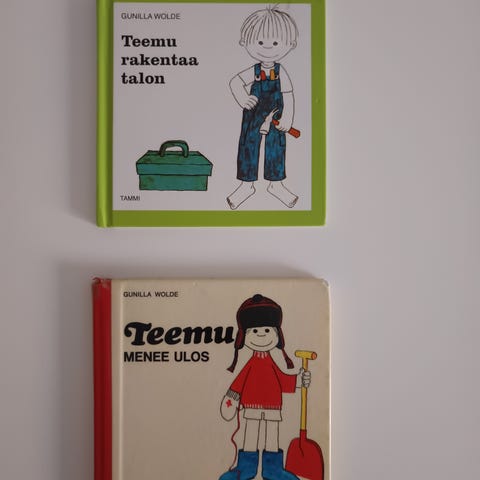 GUNILLA WOLDE
Teemu
rakentaa
talon
TAMMI
GUNILLA WOLDE
Teemu
MENEE ULOS